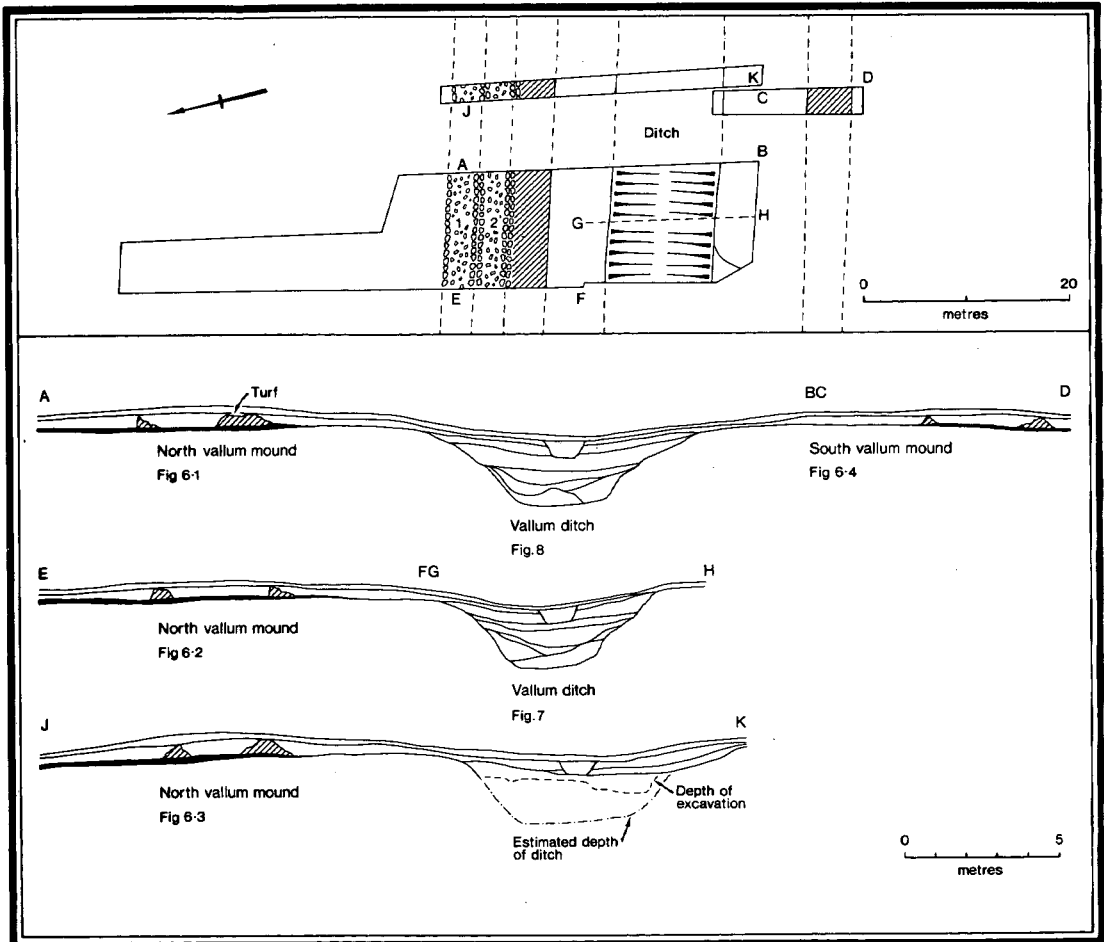 K
D
C
J
Ditch
A
B
1
2
G
H
E
F
0
20
metres
A
Turf
BC
D
North vallum mound
Fig 6·1
South vallum mound
Fig 6·4
Vallum ditch
Fig. 8
E
FG
H
North vallum mound
Fig 6·2
Vallum ditch
Fig. 7
J
K
North vallum mound
Fig 6·3
Depth of
excavation
Estimated depth
of ditch
0
5
metres